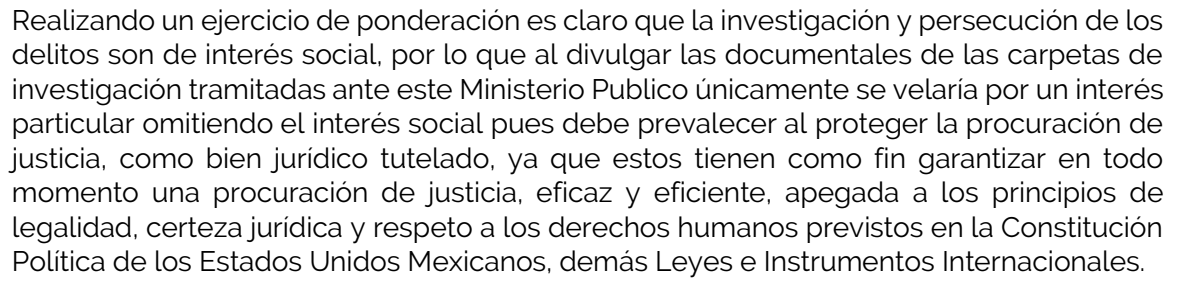 Realizando un ejercicio de ponderación es claro que la investigación y persecución de los
delitos son de interés social, por lo que al divulgar las documentales de las carpetas de
investigación tramitadas ante este Ministerio Publico únicamente se velaría por un interés
particular omitiendo el interés social pues debe prevalecer al proteger la procuración de
justicia, como bien jurídico tutelado, ya que estos tienen como fin garantizar en todo
momento una procuración de justicia, eficaz y eficiente, apegada a los principios de
legalidad, certeza jurídica y respeto a los derechos humanos previstos en la Constitución
Política de los Estados Unidos Mexicanos, demás Leyes e Instrumentos Internacionales.